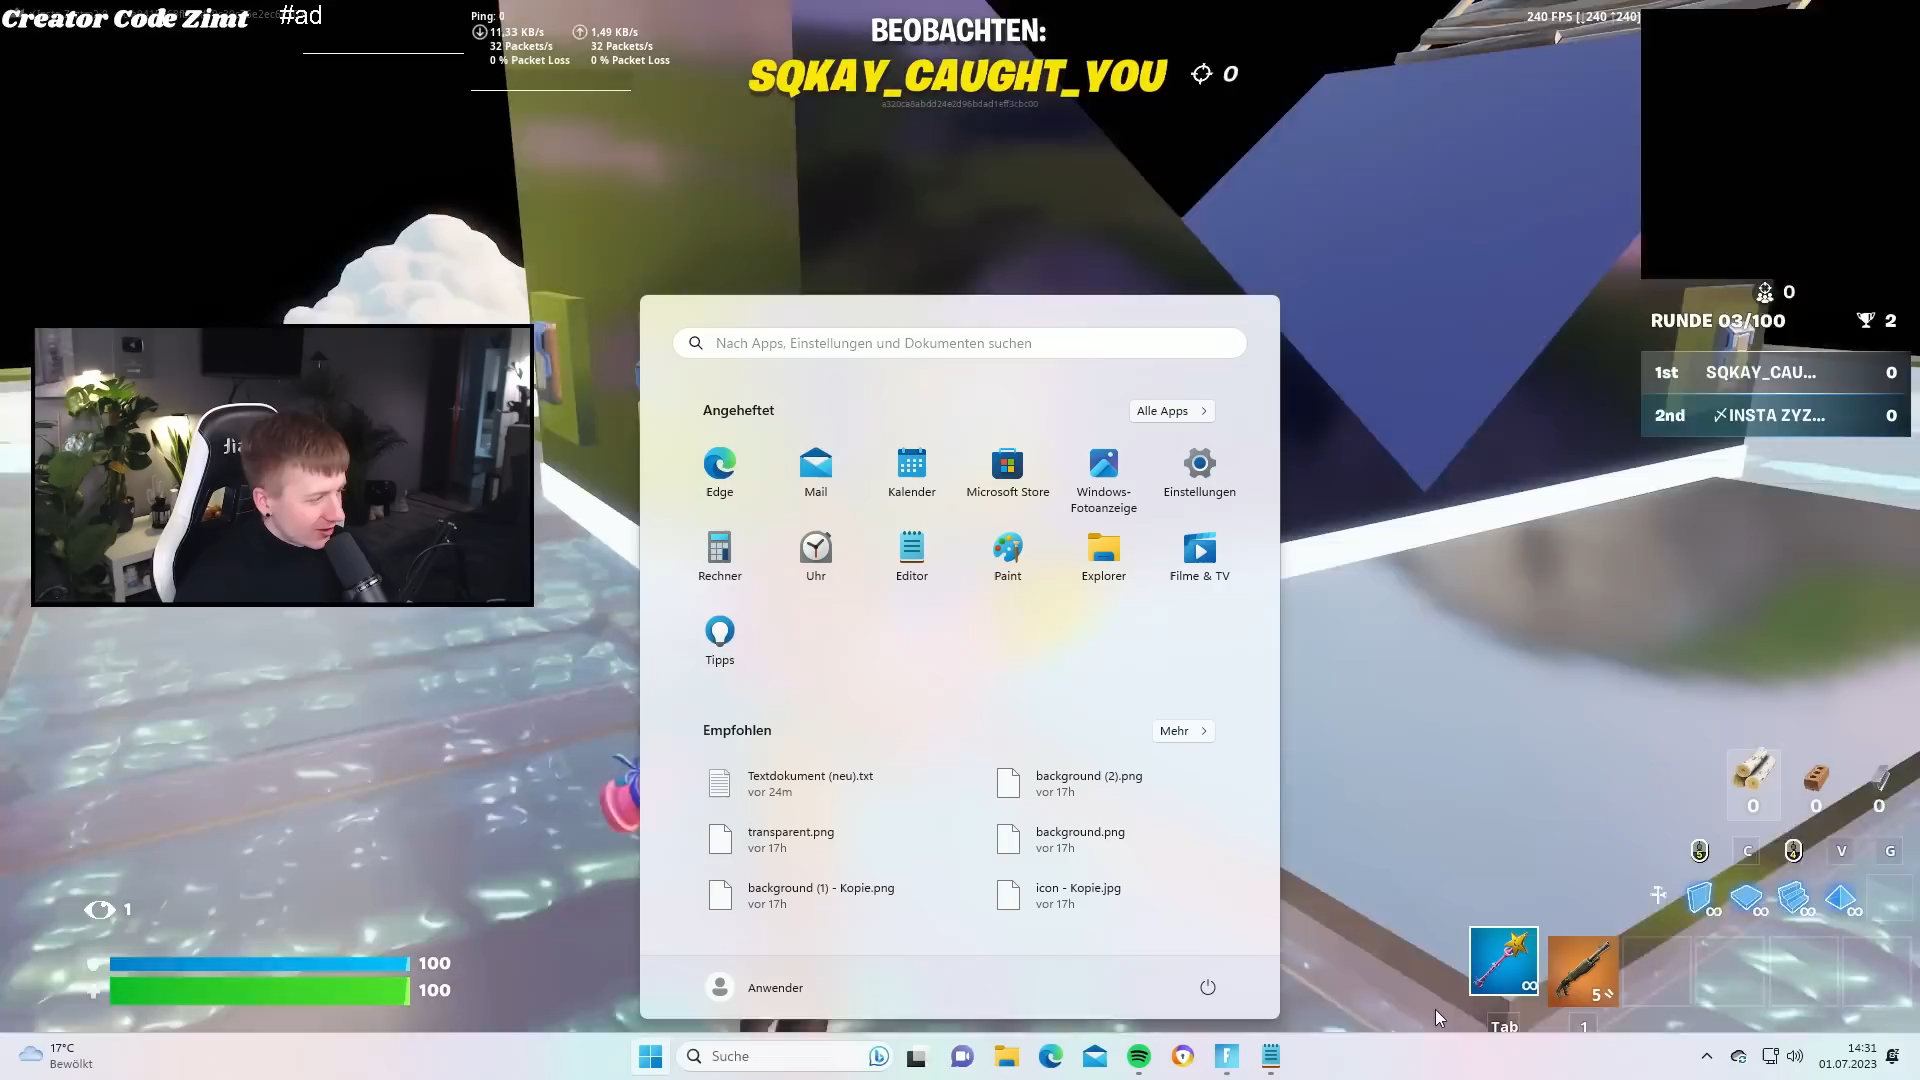 Creator Code Zimt
#ad
Ping: 0
11,33 KB/s
1,49 KB/s
32 Packets/s
32 Packets/s
0 % Packet Loss
0 % Packet Loss
BEOBACHTEN:
SQKAY_CAUGHT_YOU
0
240 FPS [↓240 ↑240]
0
RUNDE 03/100
2
1st SQKAY_CAU... 0
2nd 〆INSTA ZYZ... 0
Nach Apps, Einstellungen und Dokumenten suchen
Angeheftet
Alle Apps
Edge
Mail
Kalender
Microsoft Store
Windows-
Fotoanzeige
Einstellungen
Rechner
Uhr
Editor
Paint
Explorer
Filme & TV
Tipps
Empfohlen
Mehr
Textdokument (neu).txt
vor 24m
background (2).png
vor 17h
transparent.png
vor 17h
background.png
vor 17h
background (1) - Kopie.png
vor 17h
icon - Kopie.jpg
vor 17h
Anwender
0 0 0
5 C 4 V G
∞ ∞ ∞ ∞
1
100
100
∞
5
Tab
1
17°C
Bewölkt
Suche
14:31
01.07.2023